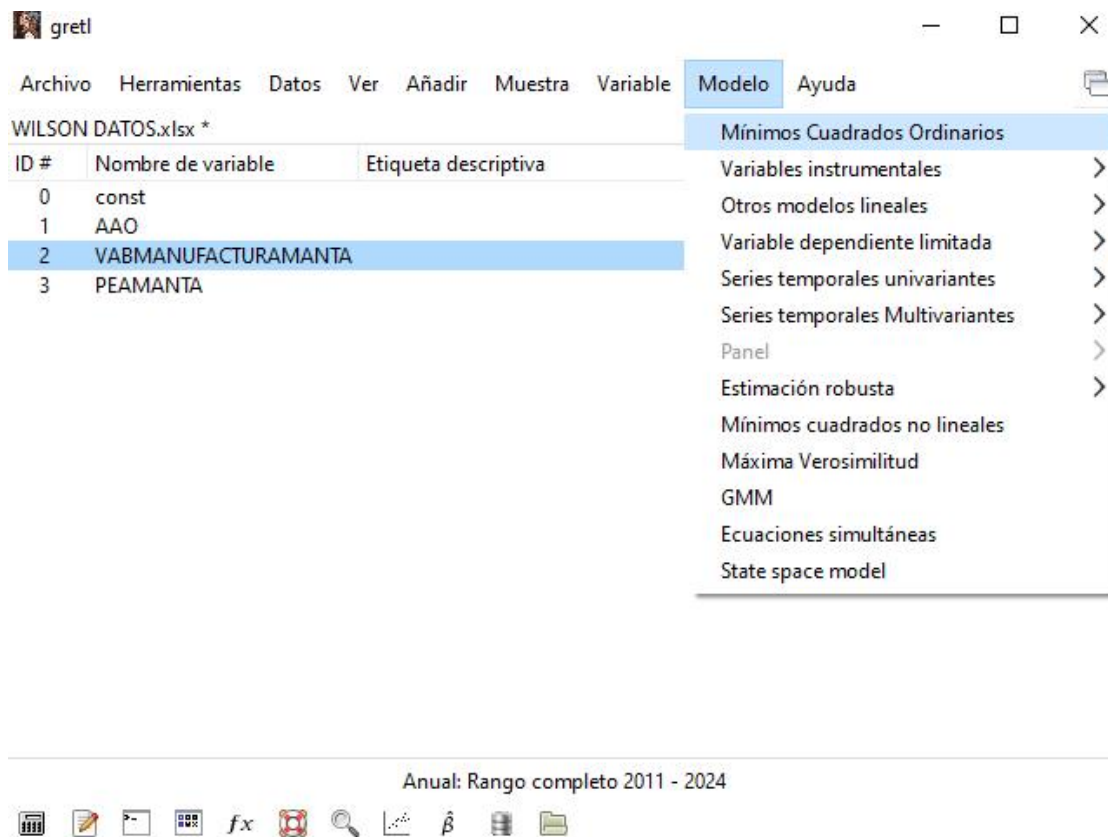 gretl
Archivo Herramientas Datos Ver Añadir Muestra Variable Modelo Ayuda
WILSON DATOS.xlsx *
ID # Nombre de variable Etiqueta descriptiva
0 const
1 AAO
2 VABMANUFACTURAMANTA
3 PEAMANTA
Mínimos Cuadrados Ordinarios
Variables instrumentales
Otros modelos lineales
Variable dependiente limitada
Series temporales univariantes
Series temporales Multivariantes
Panel
Estimación robusta
Mínimos cuadrados no lineales
Máxima Verosimilitud
GMM
Ecuaciones simultáneas
State space model
Anual: Rango completo 2011 - 2024
fx β̂